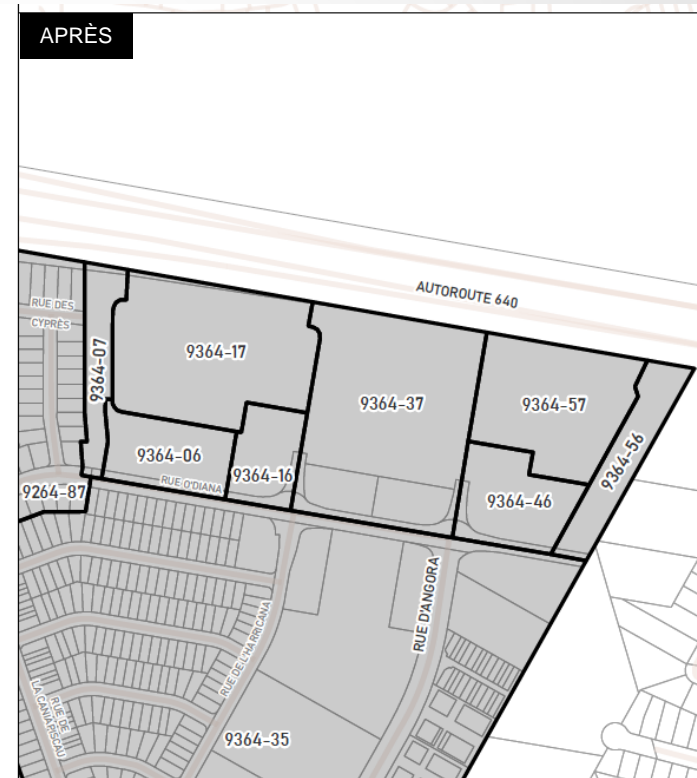 APRÈS
AUTOROUTE 640
RUE DES
CYPRÈS
9364-07
9364-17
9364-37
9364-57
9364-06
9364-16
9364-56
RUE D'DIANA
9264-87
9364-46
RUE D'ANGORA
RUE DE L'HARRICANA
RUE DE
LA CANIAPISCAU
9364-35